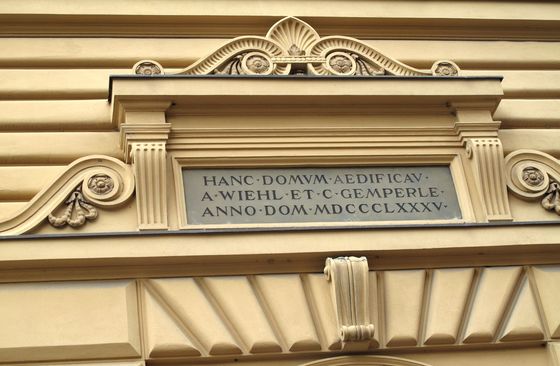 HANC·DOMVM·AEDIFICAV·
A·WIEHL·ET·C·GEMPERLE·
ANNO·DOM·MDCCCLXXXV·